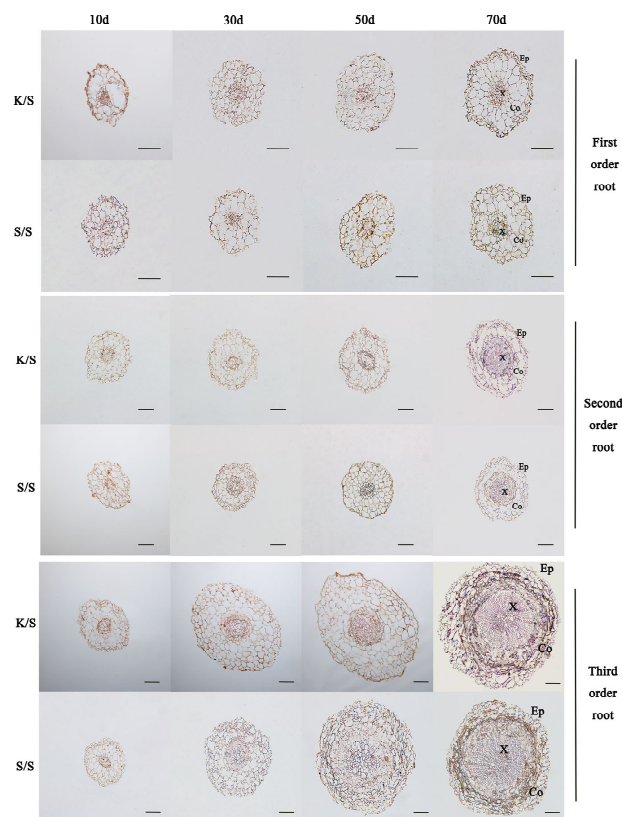 10d 30d 50d 70d
K/S
Ep
X
Co
S/S
Ep
X
Co
First
order
root
K/S
Ep
X
Co
S/S
Ep
X
Co
Second
order
root
K/S
Ep
X
Co
S/S
Ep
X
Co
Third
order
root